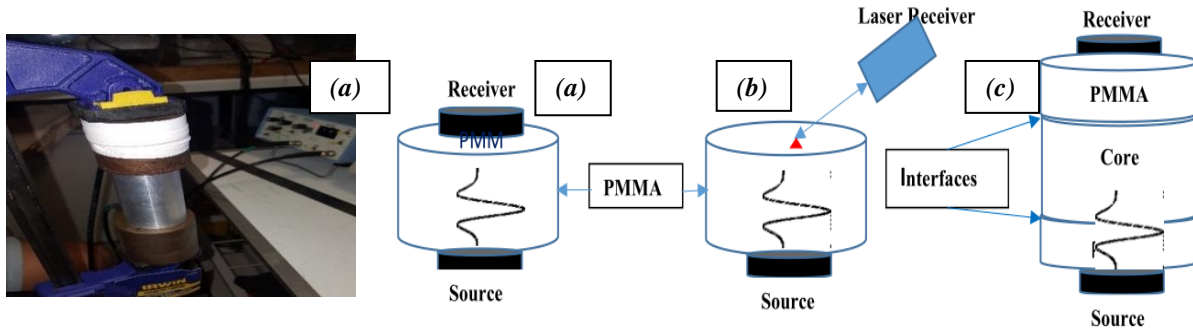 (a)
Receiver
(a)
PMM
PMMA
Source
Laser Receiver
(b)
Source
Receiver
(c)
PMMA
Core
Interfaces
Source
IRWIN